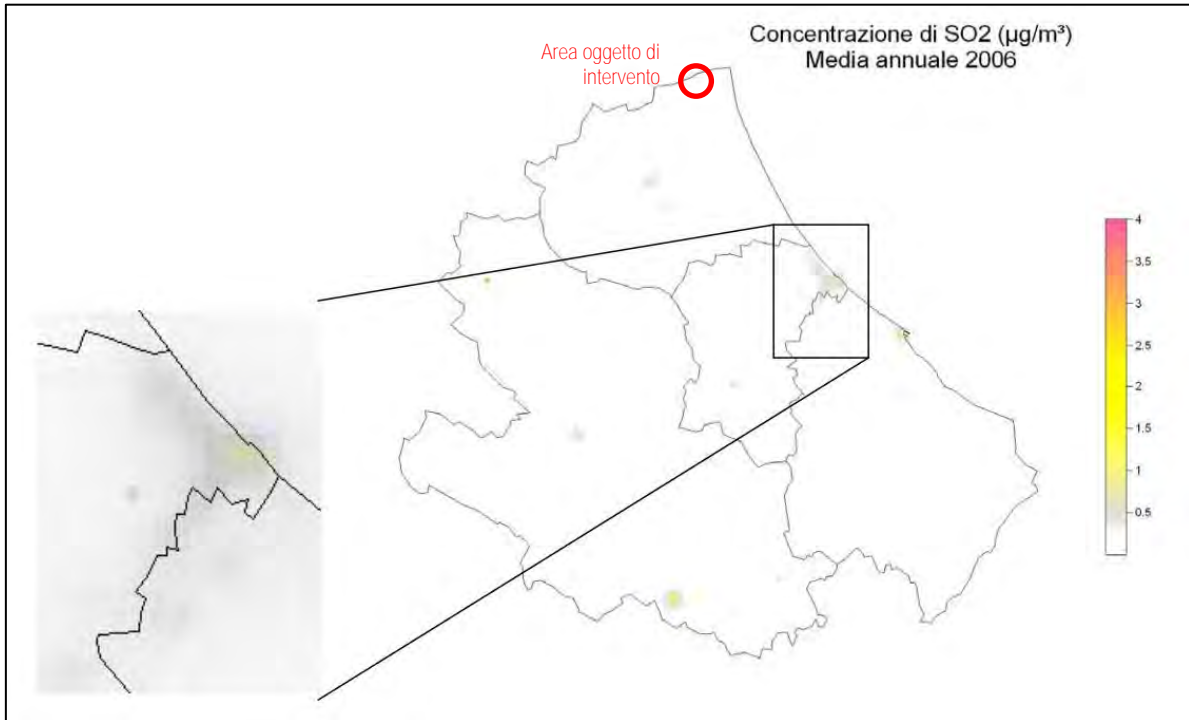 Concentrazione di SO2 (µg/m³)
Media annuale 2006
Area oggetto di
intervento
4
3.5
3
2.5
2
1.5
1
0.5